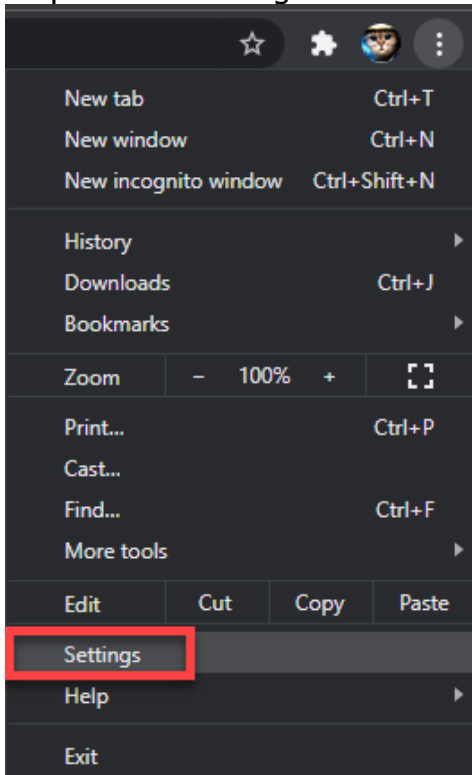 New tab Ctrl+T
New window Ctrl+N
New incognito window Ctrl+Shift+N
History
Downloads Ctrl+J
Bookmarks
Zoom - 100% +
Print... Ctrl+P
Cast...
Find... Ctrl+F
More tools
Edit Cut Copy Paste
Settings
Help
Exit